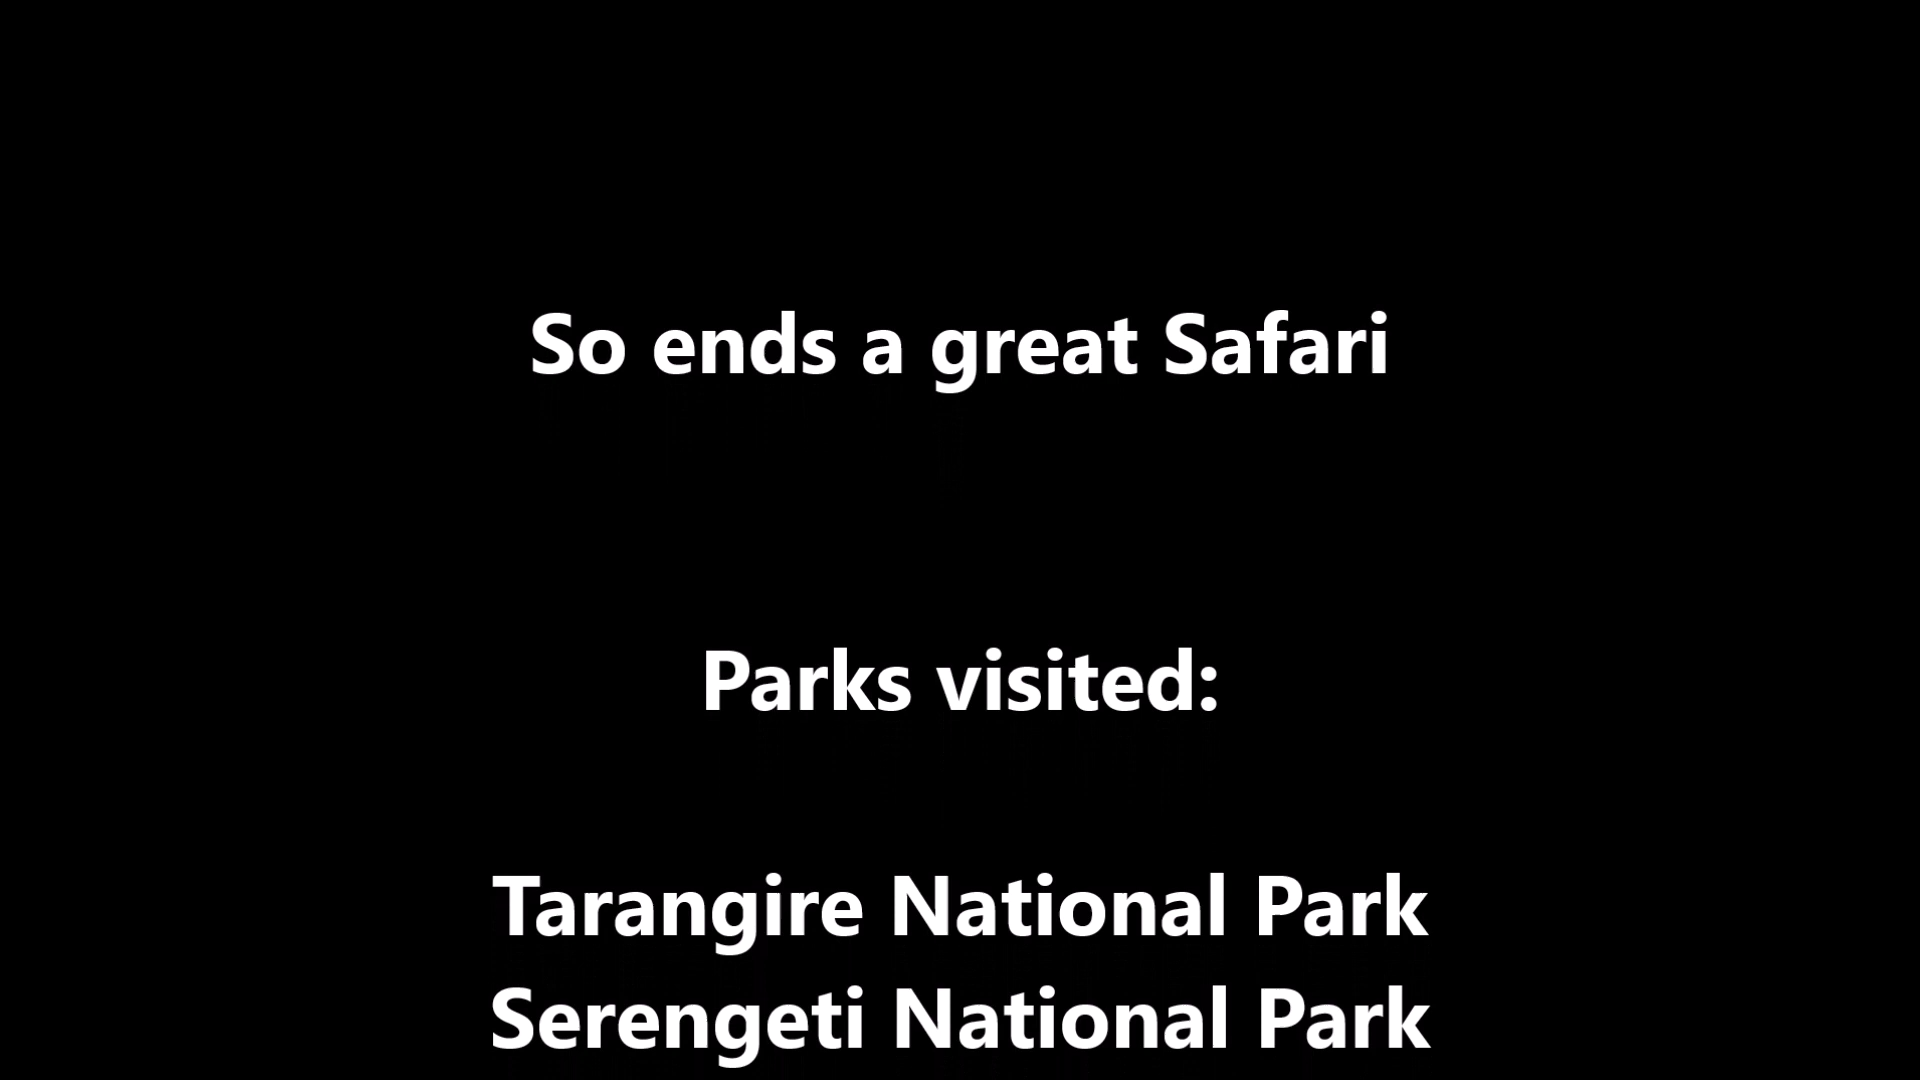 So ends a great Safari
Parks visited:
Tarangire National Park
Serengeti National Park